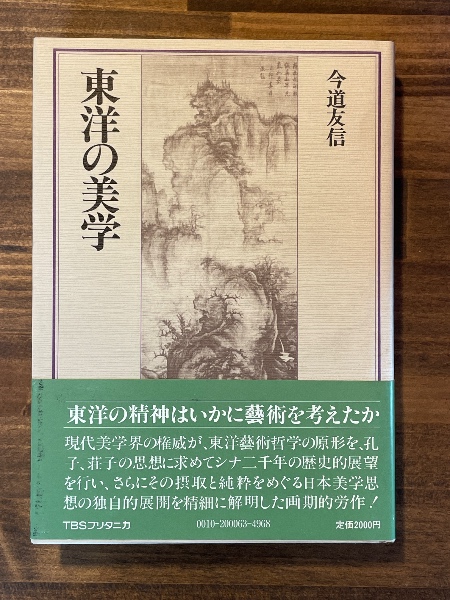 東洋の美学
今道友信
東洋の精神はいかに藝術を考えたか
現代美学界の権威が、東洋藝術哲学の原形を、孔
子、荘子の思想に求めてシナ二千年の歴史的展望
を行い、さらにその摂取と純粋をめぐる日本美学思
想の独自的展開を精細に解明した画期的労作！
TBSブリタニカ
0010-200063-4968
定価2000円